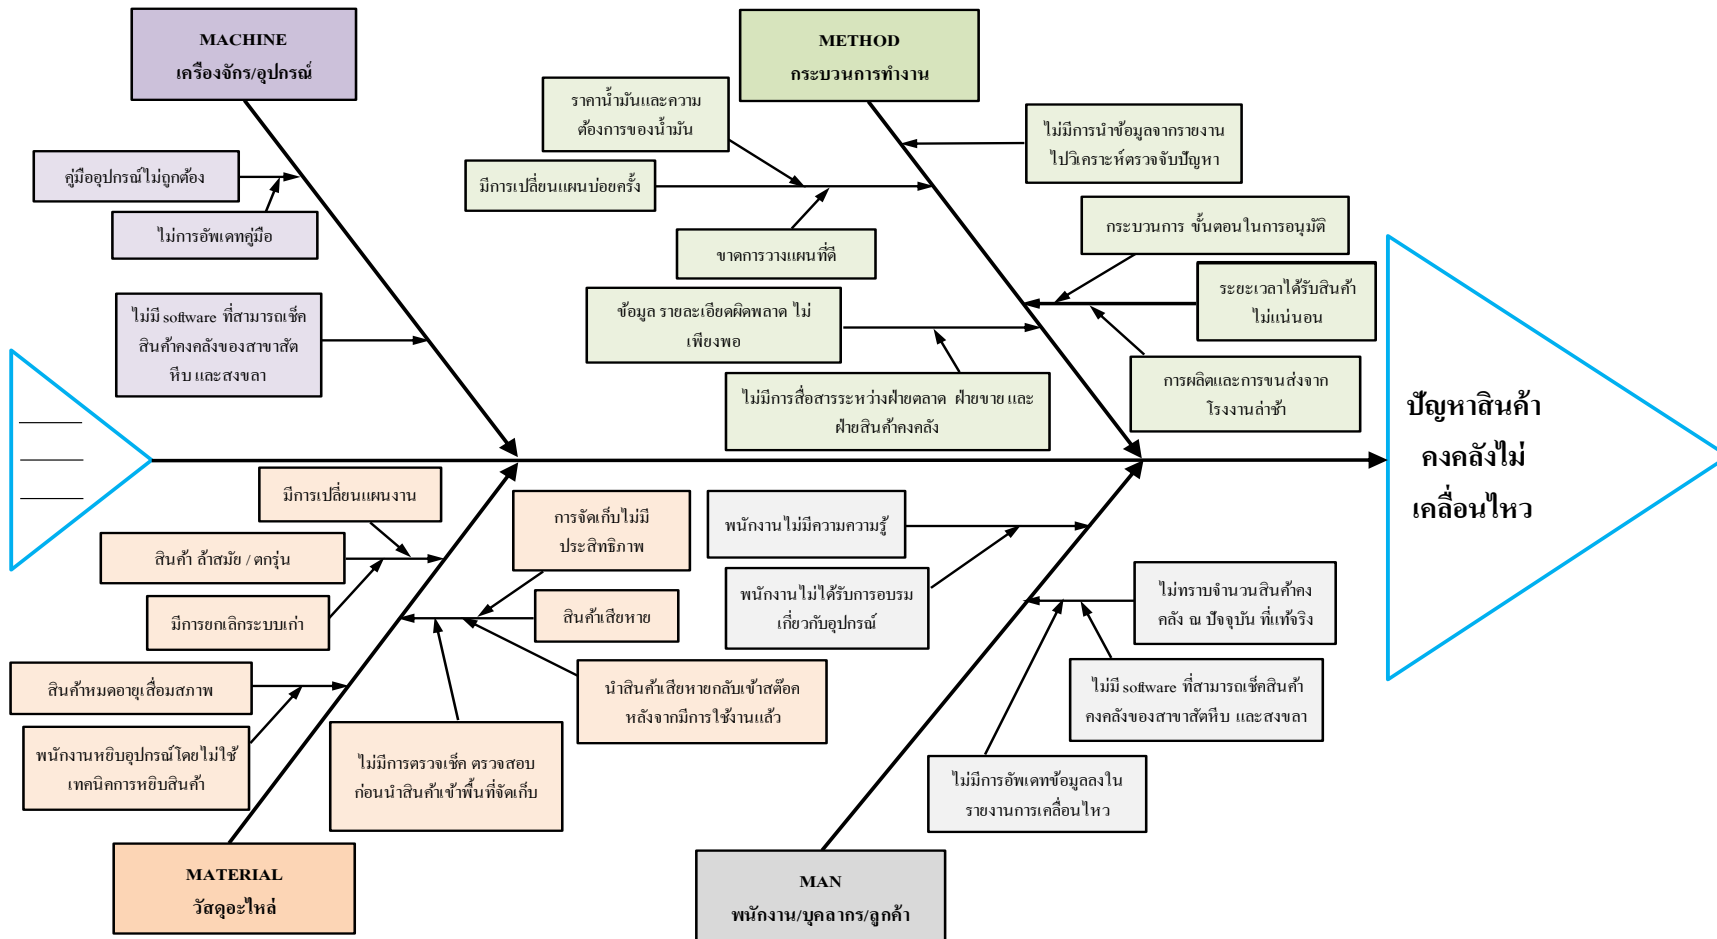 MACHINE
เครื่องจักร/อุปกรณ์
METHOD
กระบวนการทำงาน
ราคาน้ำมันและความ
ต้องการของน้ำมัน
ไม่มีการนำข้อมูลจากรายงาน
ไปวิเคราะห์ตรวจจับปัญหา
คู่มืออุปกรณ์ไม่ถูกต้อง
มีการเปลี่ยนแผนบ่อยครั้ง
ไม่การอัพเดทคู่มือ
ขาดการวางแผนที่ดี
กระบวนการ ขั้นตอนในการอนุมัติ
ระยะเวลาได้รับสินค้า
ไม่แน่นอน
ไม่มี software ที่สามารถเช็ค
สินค้าคงคลังของสาขาสัต
หีบ และสงขลา
ข้อมูล รายละเอียดผิดพลาด ไม่
เพียงพอ
การผลิตและการขนส่งจาก
โรงงานล่าช้า
ไม่มีการสื่อสารระหว่างฝ่ายตลาด ฝ่ายขาย และ
ฝ่ายสินค้าคงคลัง
ปัญหาสินค้า
คงคลังไม่
เคลื่อนไหว
มีการเปลี่ยนแผนงาน
การจัดเก็บไม่มี
ประสิทธิภาพ
พนักงานไม่มีความความรู้
สินค้า ล้าสมัย / ตกรุ่น
มีการยกเลิกระบบเก่า
สินค้าเสียหาย
พนักงานไม่ได้รับการอบรม
เกี่ยวกับอุปกรณ์
ไม่ทราบจำนวนสินค้าคง
คลัง ณ ปัจจุบัน ที่แท้จริง
สินค้าหมดอายุเสื่อมสภาพ
นำสินค้าเสียหายกลับเข้าสต๊อค
หลังจากมีการใช้งานแล้ว
ไม่มี software ที่สามารถเช็คสินค้า
คงคลังของสาขาสัตหีบ และสงขลา
พนักงานหยิบอุปกรณ์โดยไม่ใช้
เทคนิคการหยิบสินค้า
ไม่มีการตรวจเช็ค ตรวจสอบ
ก่อนนำสินค้าเข้าพื้นที่จัดเก็บ
ไม่มีการอัพเดทข้อมูลลงใน
รายงานการเคลื่อนไหว
MATERIAL
วัสดุอะไหล่
MAN
พนักงาน/บุคลากร/ลูกค้า